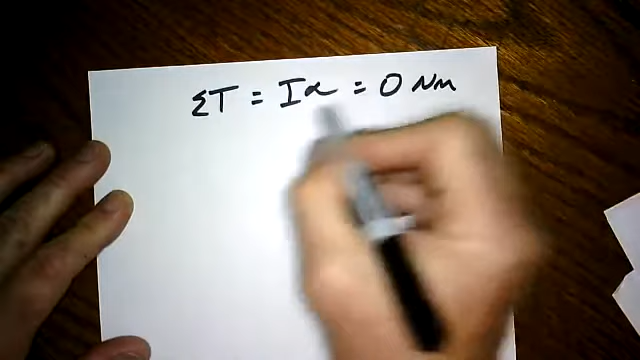 ΣT = Iα = 0 Nm